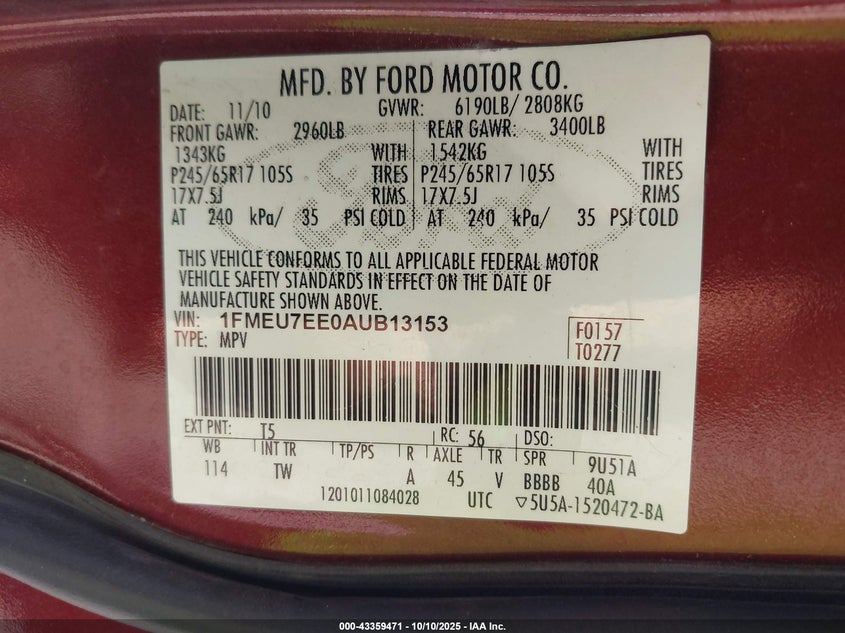 MFD. BY FORD MOTOR CO.
DATE: 11/10 GVWR: 6190LB/ 2808KG
FRONT GAWR: 2960LB REAR GAWR: 3400LB
1343KG WITH 1542KG WITH
P245/65R17 105S TIRES P245/65R17 105S TIRES
17X7.5J RIMS 17X7.5J RIMS
AT 240 kPa/ 35 PSI COLD AT 240 kPa/ 35 PSI COLD
THIS VEHICLE CONFORMS TO ALL APPLICABLE FEDERAL MOTOR
VEHICLE SAFETY STANDARDS IN EFFECT ON THE DATE OF
MANUFACTURE SHOWN ABOVE.
VIN: 1FMEU7EE0AUB13153 F0157
TYPE: MPV T0277
EXT PNT: T5 RC: 56 DSO:
WB INT TR TP/PS R AXLE TR SPR 9U51A
114 TW A 45 V BBBB 40A
1201011084028 UTC ▽5U5A-1520472-BA
Ford
000-43359471 - 10/10/2025 - IAA Inc.